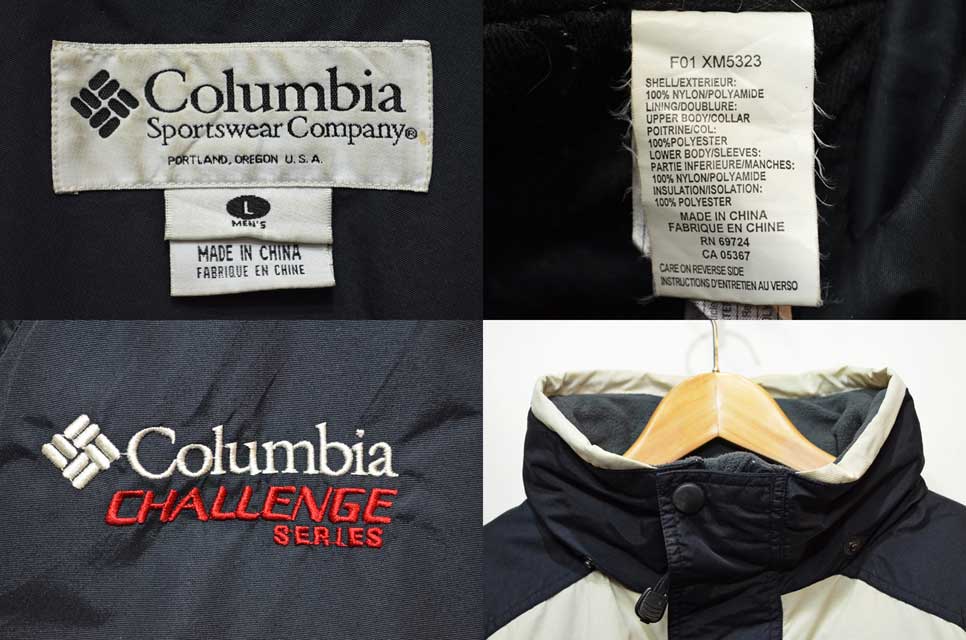 Columbia
Sportswear Company®
PORTLAND, OREGON U.S.A.
L
MEN'S
MADE IN CHINA
FABRIQUE EN CHINE
F01 XM5323
SHELL/EXTERIEUR:
100% NYLON/POLYAMIDE
LINING/DOUBLURE:
UPPER BODY/COLLAR
POITRINE/COL:
100%POLYESTER
LOWER BODY/SLEEVES:
PARTIE INFERIEURE/MANCHES:
100% NYLON/POLYAMIDE
INSULATION/ISOLATION:
100% POLYESTER
MADE IN CHINA
FABRIQUE EN CHINE
RN 69724
CA 05367
CARE ON REVERSE SIDE
INSTRUCTIONS D'ENTRETIEN AU VERSO
Columbia
CHALLENGE
SERIES